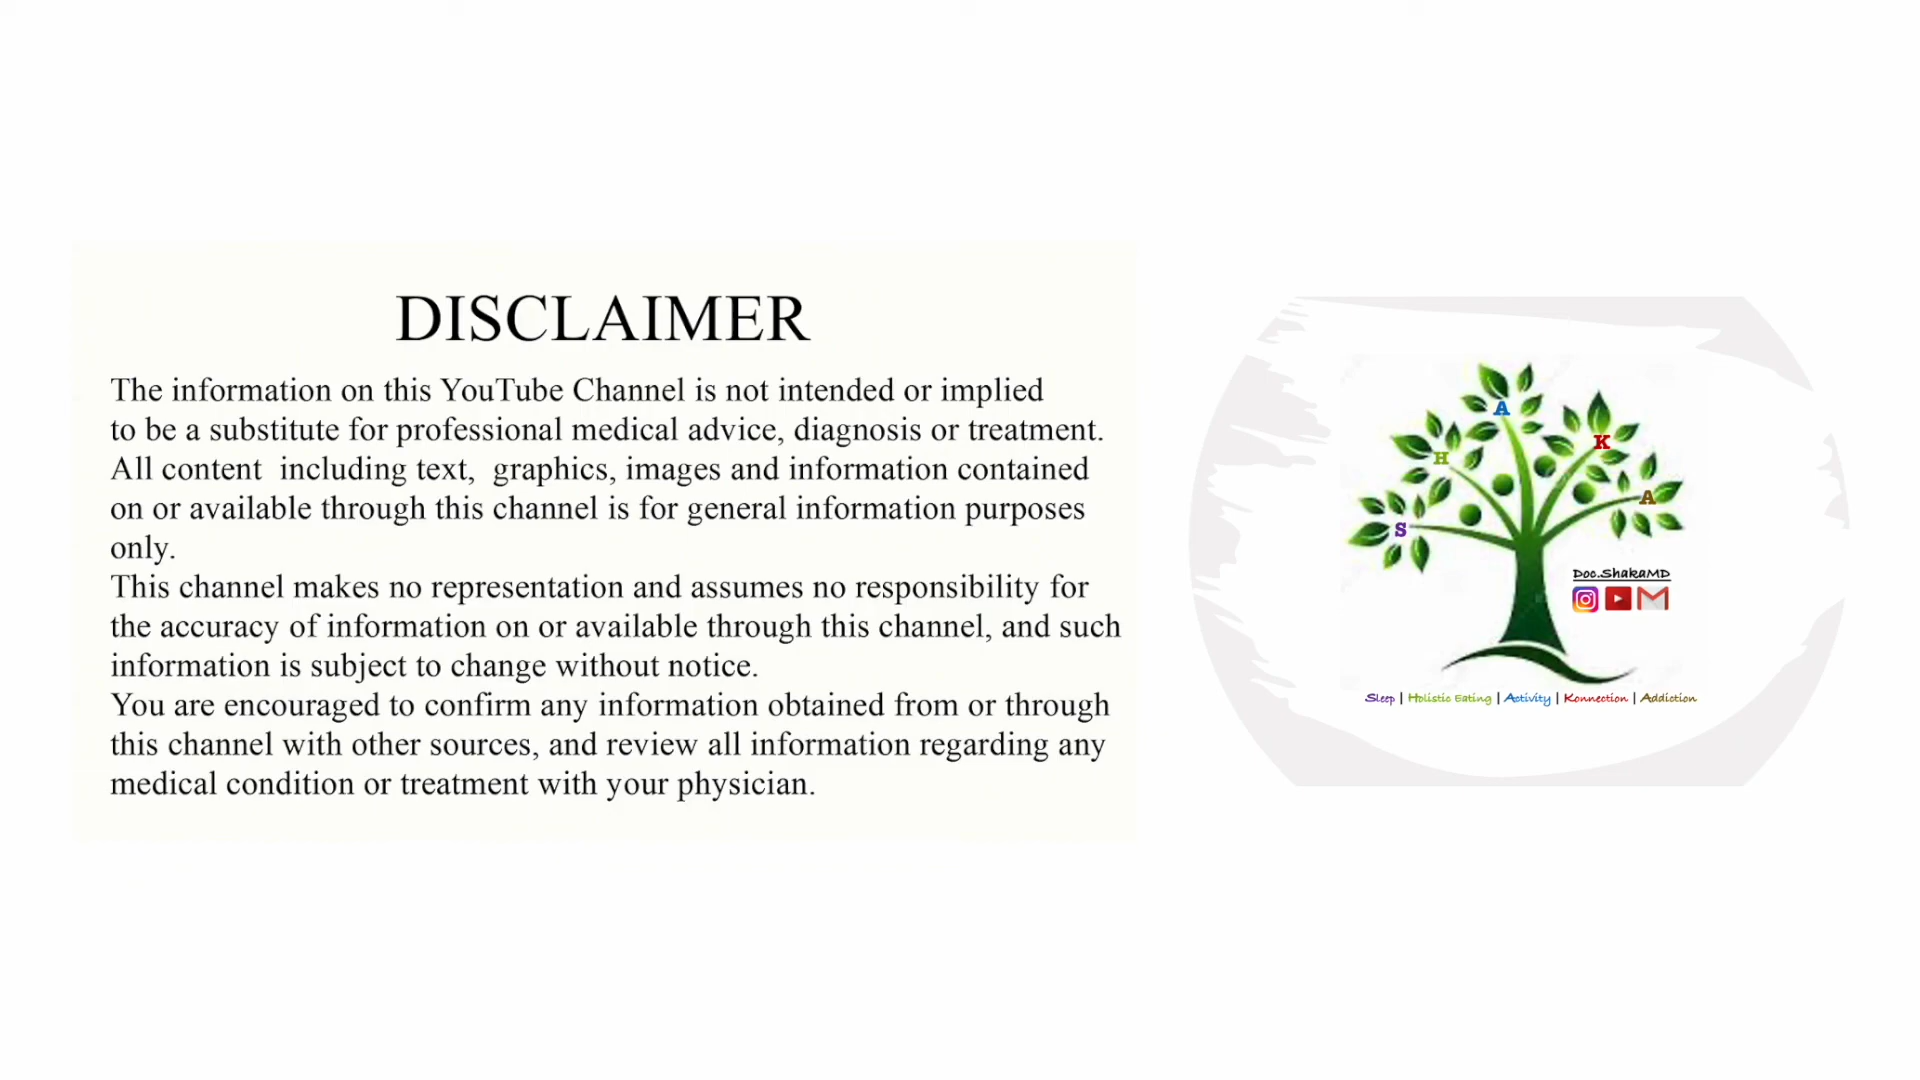 DISCLAIMER
The information on this YouTube Channel is not intended or implied
to be a substitute for professional medical advice, diagnosis or treatment.
All content including text, graphics, images and information contained
on or available through this channel is for general information purposes
only.
This channel makes no representation and assumes no responsibility for
the accuracy of information on or available through this channel, and such
information is subject to change without notice.
You are encouraged to confirm any information obtained from or through
this channel with other sources, and review all information regarding any
medical condition or treatment with your physician.
S
H
A
K
A
Doc.ShakaMD
Sleep | Holistic Eating | Activity | Konnection | Addiction